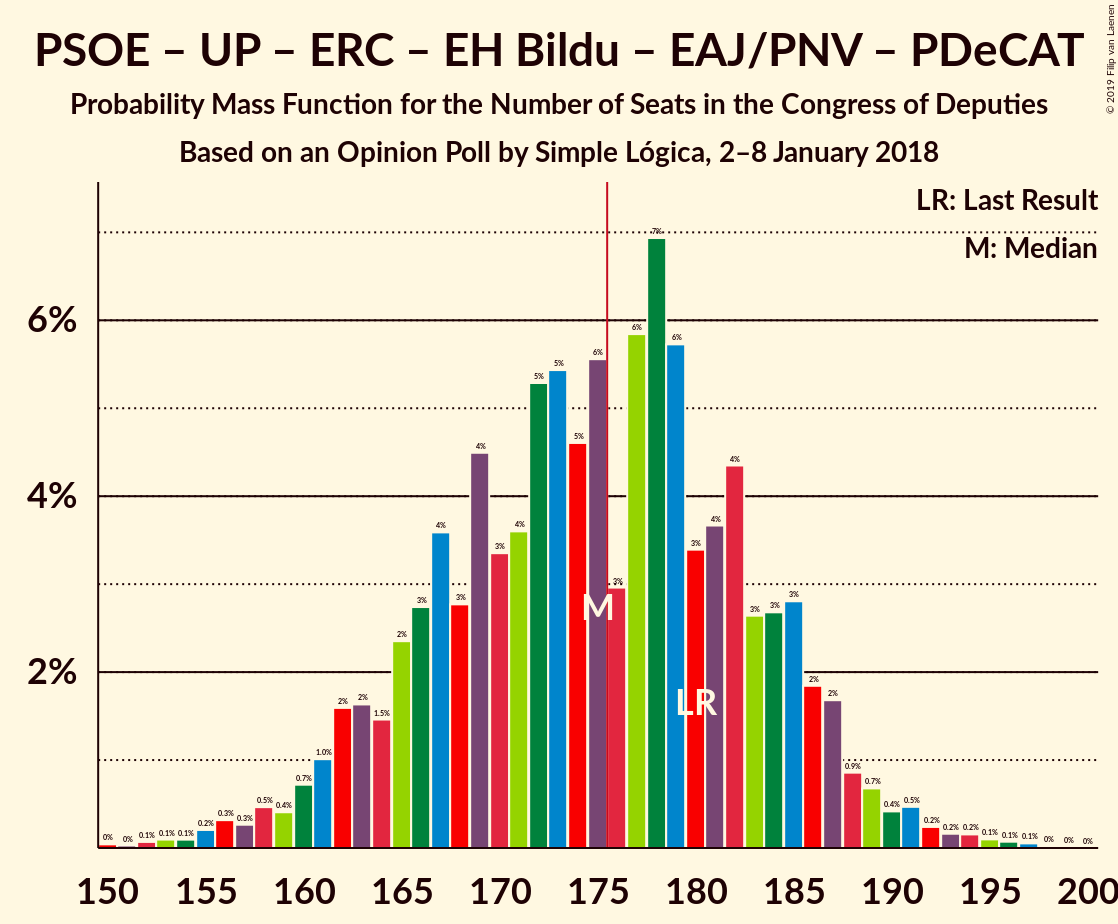 PSOE – UP – ERC – EH Bildu – EAJ/PNV – PDeCAT
Probability Mass Function for the Number of Seats in the Congress of Deputies
Based on an Opinion Poll by Simple Lógica, 2–8 January 2018
© 2019 Filip van Laenen
LR: Last Result
M: Median
6%
4%
2%
0% 0% 0.1% 0.1% 0.1% 0.2% 0.3% 0.3% 0.5% 0.4% 0.7% 1.0% 2% 2% 1.5% 2% 3% 4% 3% 4% 3% 4% 5% 5% 5% 6% 3% 6% 7% 6% 3% 4% 4% 3% 3% 3% 2% 2% 0.9% 0.7% 0.4% 0.5% 0.2% 0.2% 0.2% 0.1% 0.1% 0.1% 0% 0% 0%
M
LR
150 155 160 165 170 175 180 185 190 195 200